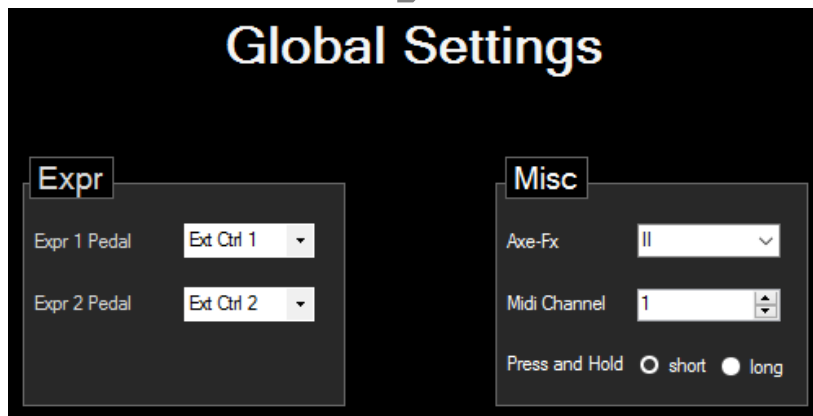 Global Settings
Expr
Expr 1 Pedal Ext Ctrl 1
Expr 2 Pedal Ext Ctrl 2
Misc
Axe-Fx II
Midi Channel 1
Press and Hold short long